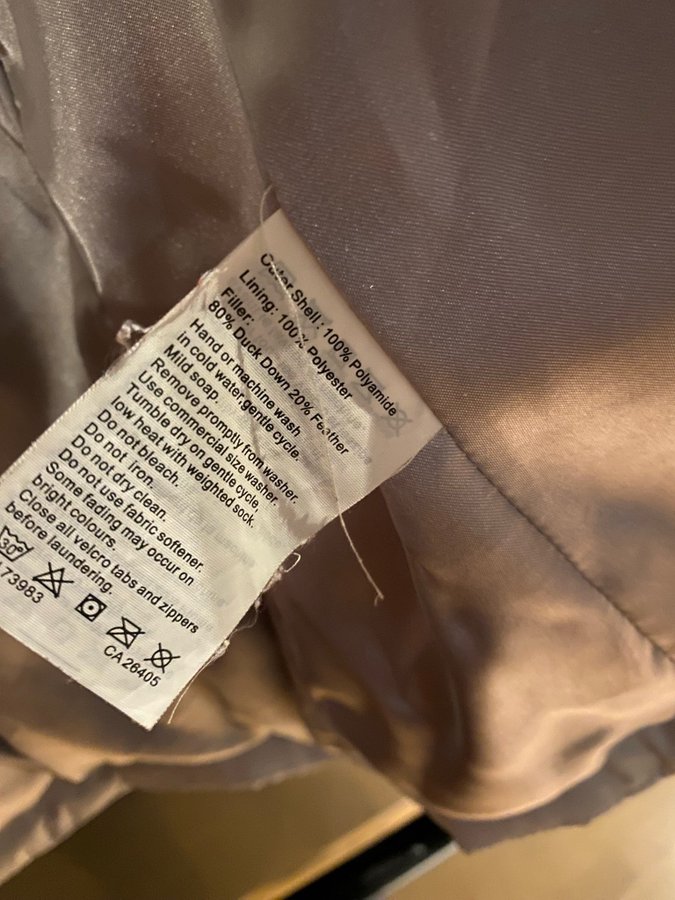 Outer Shell : 100% Polyamide
Lining: 100% Polyester
Filler:
80% Duck Down 20% Feather
Hand or machine wash
in cold water,gentle cycle.
Mild soap.
Remove promptly from washer.
Use commercial size washer.
Tumble dry on gentle cycle,
low heat with weighted sock.
Do not bleach.
Do not iron.
Do not dry clean.
Do not use fabric softener.
Some fading may occur on
bright colours.
Close all velcro tabs and zippers
before laundering.
30°
CA 26405